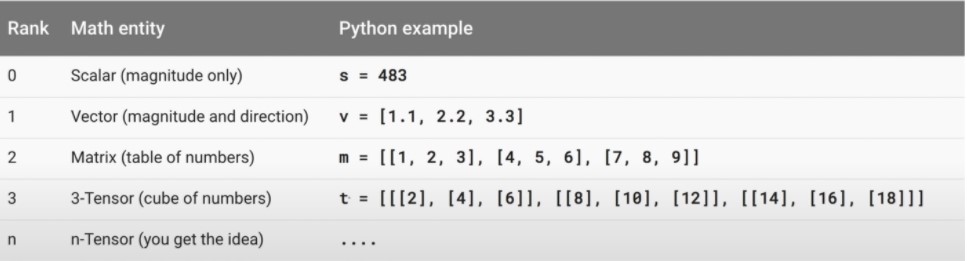 Rank Math entity Python example
0 Scalar (magnitude only) s = 483
1 Vector (magnitude and direction) v = [1.1, 2.2, 3.3]
2 Matrix (table of numbers) m = [[1, 2, 3], [4, 5, 6], [7, 8, 9]]
3 3-Tensor (cube of numbers) t = [[[2], [4], [6]], [[8], [10], [12]], [[14], [16], [18]]]
n n-Tensor (you get the idea) ....